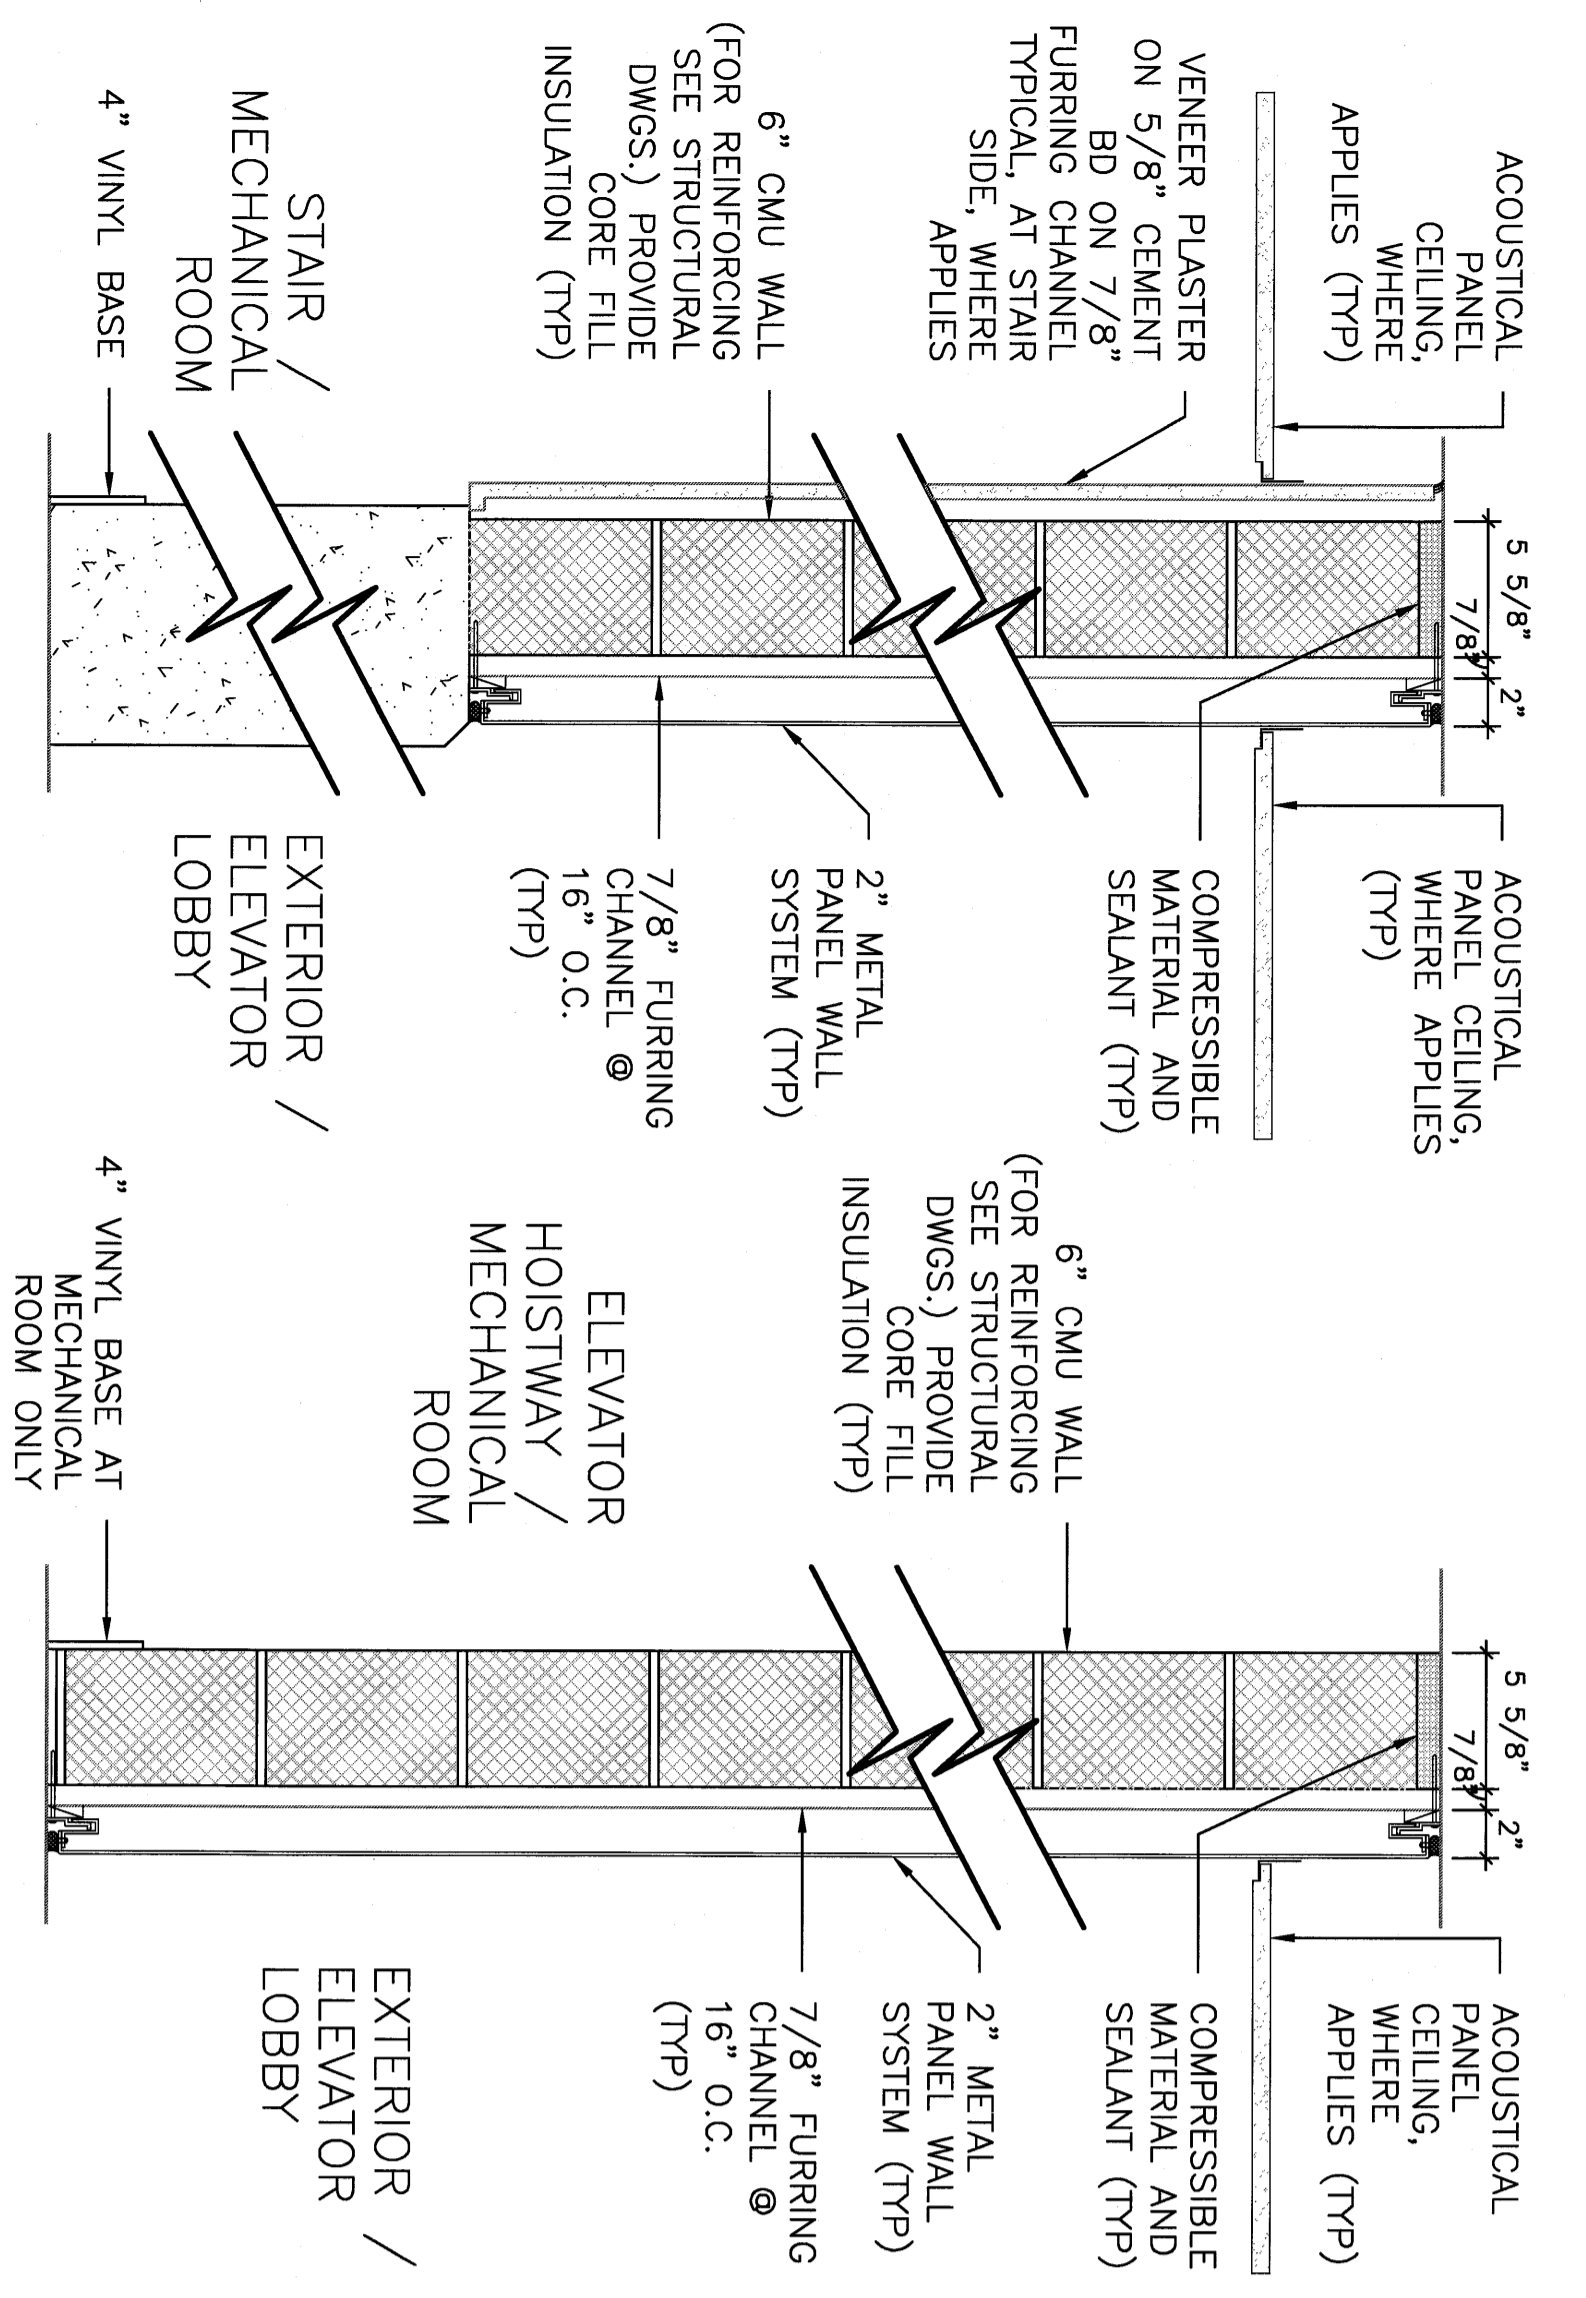 ACOUSTICAL
PANEL
CEILING,
WHERE
APPLIES (TYP)
VENEER PLASTER
ON 5/8" CEMENT
BD ON 7/8"
FURRING CHANNEL
TYPICAL, AT STAIR
SIDE, WHERE
APPLIES
6" CMU WALL
(FOR REINFORCING
SEE STRUCTURAL
DWGS.) PROVIDE
CORE FILL
INSULATION (TYP)
STAIR /
MECHANICAL
ROOM
4" VINYL BASE
5 5/8"
7/8"
2"
ACOUSTICAL
PANEL CEILING,
WHERE APPLIES
(TYP)
COMPRESSIBLE
MATERIAL AND
SEALANT (TYP)
2" METAL
PANEL WALL
SYSTEM (TYP)
7/8" FURRING
CHANNEL @
16" O.C.
(TYP)
EXTERIOR /
ELEVATOR
LOBBY
6" CMU WALL
(FOR REINFORCING
SEE STRUCTURAL
DWGS.) PROVIDE
CORE FILL
INSULATION (TYP)
ELEVATOR
HOISTWAY /
MECHANICAL
ROOM
4" VINYL BASE AT
MECHANICAL
ROOM ONLY
5 5/8"
7/8"
2"
ACOUSTICAL
PANEL
CEILING,
WHERE
APPLIES (TYP)
COMPRESSIBLE
MATERIAL AND
SEALANT (TYP)
2" METAL
PANEL WALL
SYSTEM (TYP)
7/8" FURRING
CHANNEL @
16" O.C.
(TYP)
EXTERIOR /
ELEVATOR
LOBBY